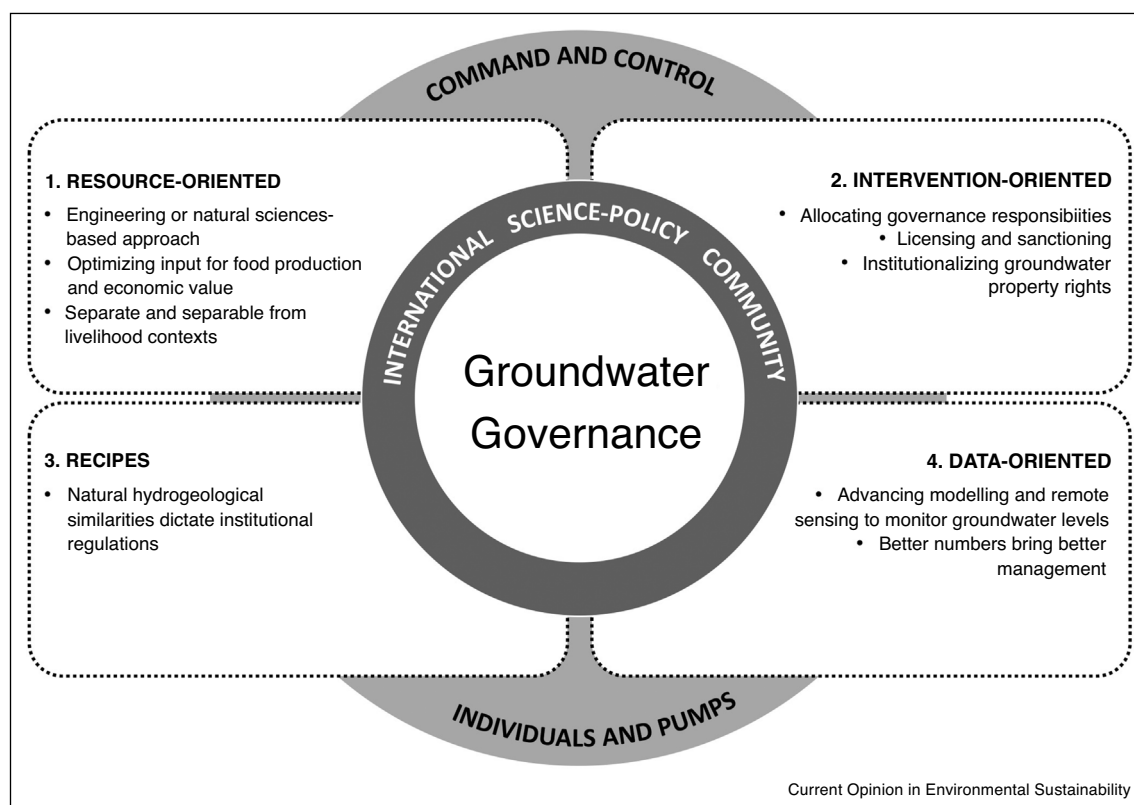 COMMAND AND CONTROL
1. RESOURCE-ORIENTED
• Engineering or natural sciences-
based approach
• Optimizing input for food production
and economic value
• Separate and separable from
livelihood contexts
2. INTERVENTION-ORIENTED
• Allocating governance responsibiities
• Licensing and sanctioning
• Institutionalizing groundwater
property rights
INTERNATIONAL SCIENCE-POLICY COMMUNITY
Groundwater
Governance
3. RECIPES
• Natural hydrogeological
similarities dictate institutional
regulations
4. DATA-ORIENTED
• Advancing modelling and remote
sensing to monitor groundwater levels
• Better numbers bring better
management
INDIVIDUALS AND PUMPS
Current Opinion in Environmental Sustainability